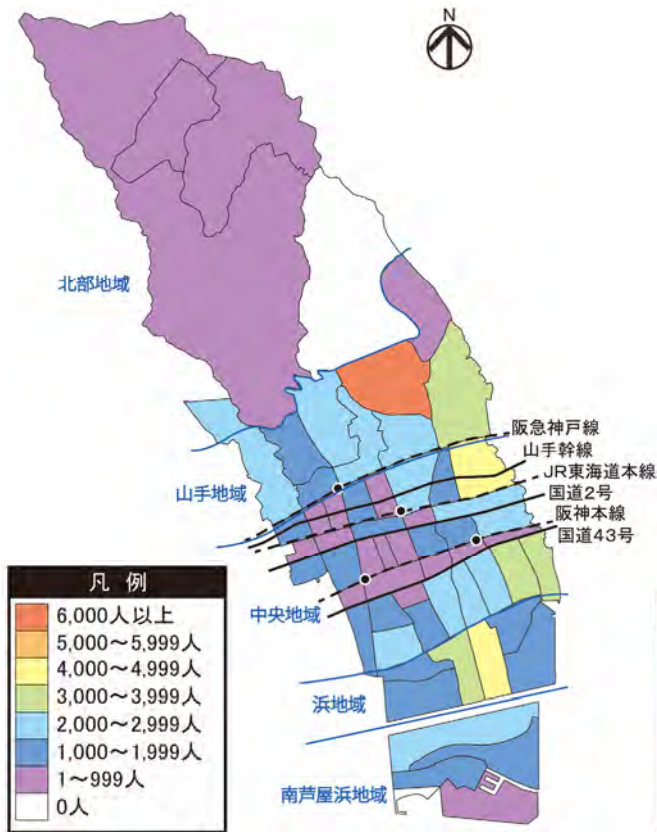 N
北部地域
阪急神戸線
山手幹線
JR東海道本線
山手地域
国道2号
阪神本線
国道43号
凡 例
6,000人以上
5,000～5,999人
4,000～4,999人
3,000～3,999人
2,000～2,999人
1,000～1,999人
1～999人
0人
中央地域
浜地域
南芦屋浜地域